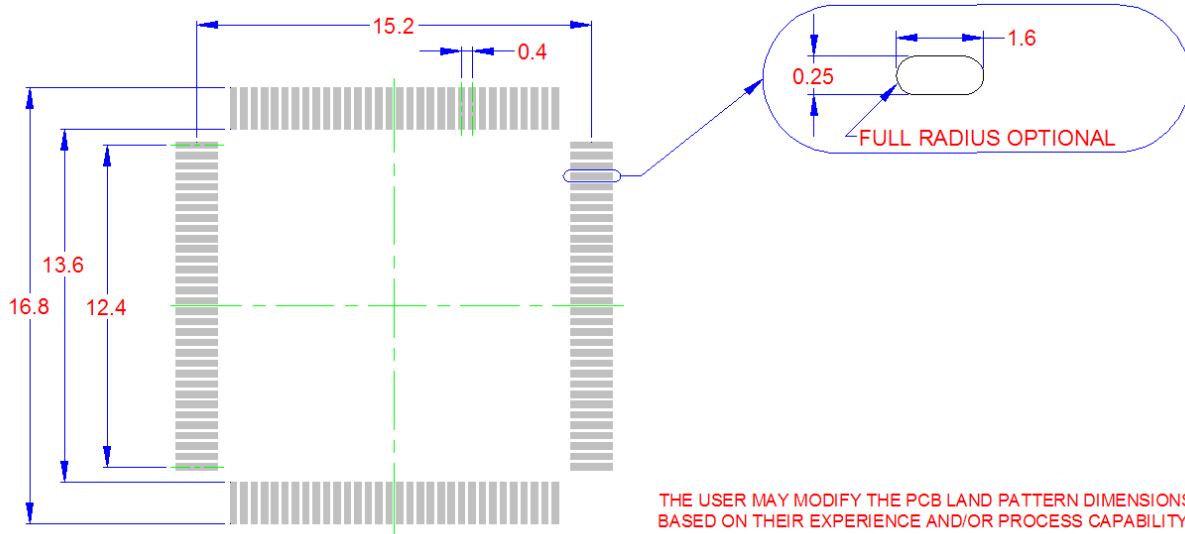 15.2
0.4
1.6
0.25
FULL RADIUS OPTIONAL
13.6
16.8
12.4
THE USER MAY MODIFY THE PCB LAND PATTERN DIMENSIONS
BASED ON THEIR EXPERIENCE AND/OR PROCESS CAPABILITY